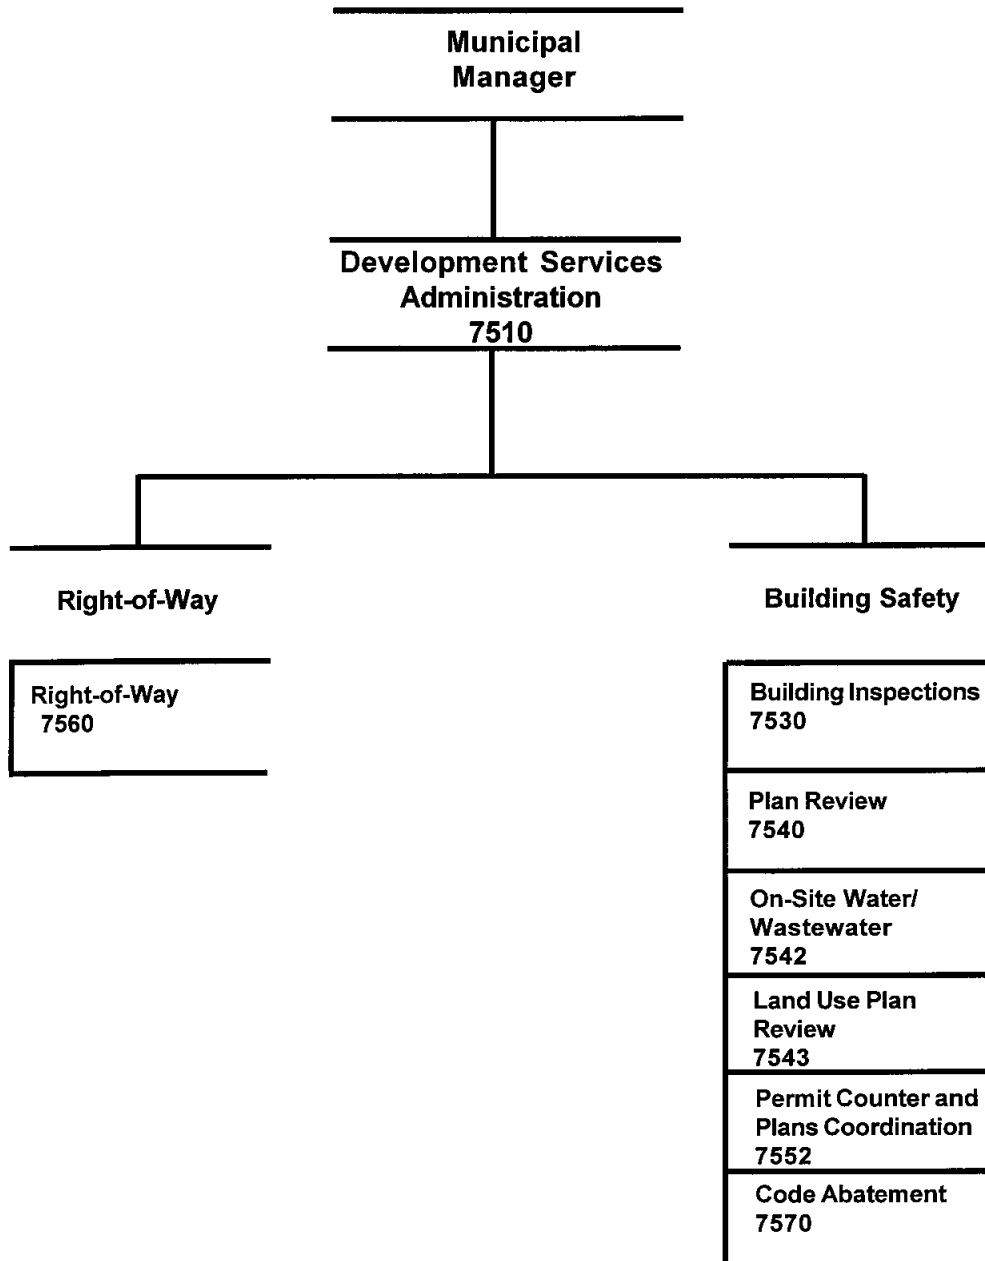 Municipal
Manager
Development Services
Administration
7510
Right-of-Way
Right-of-Way
7560
Building Safety
Building Inspections
7530
Plan Review
7540
On-Site Water/
Wastewater
7542
Land Use Plan
Review
7543
Permit Counter and
Plans Coordination
7552
Code Abatement
7570